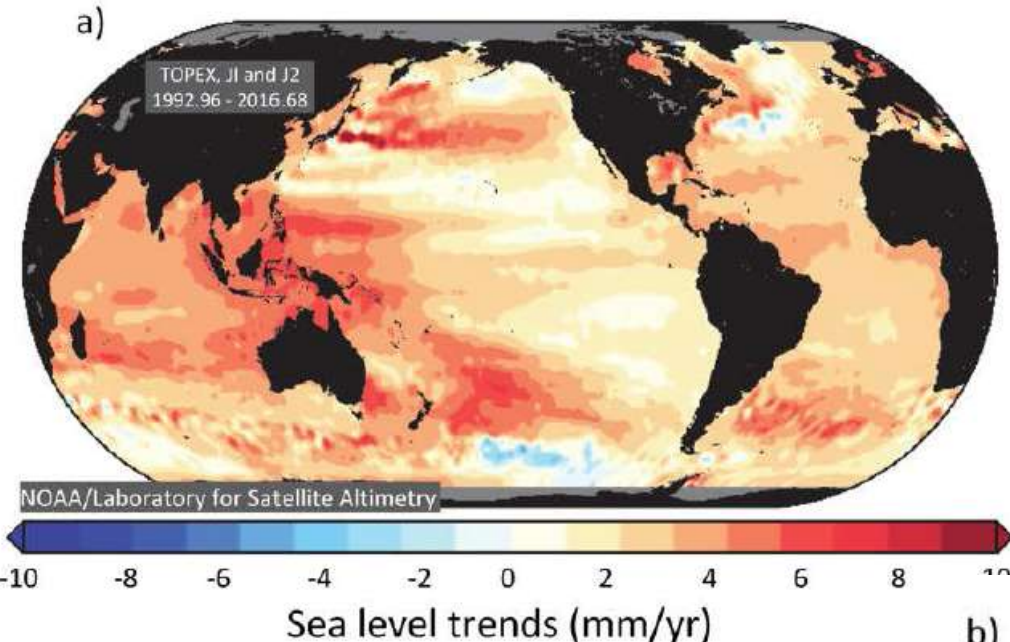 a)
TOPEX, J1 and J2
1992.96 - 2016.68
NOAA/Laboratory for Satellite Altimetry
-10 -8 -6 -4 -2 0 2 4 6 8
Sea level trends (mm/yr)
b)